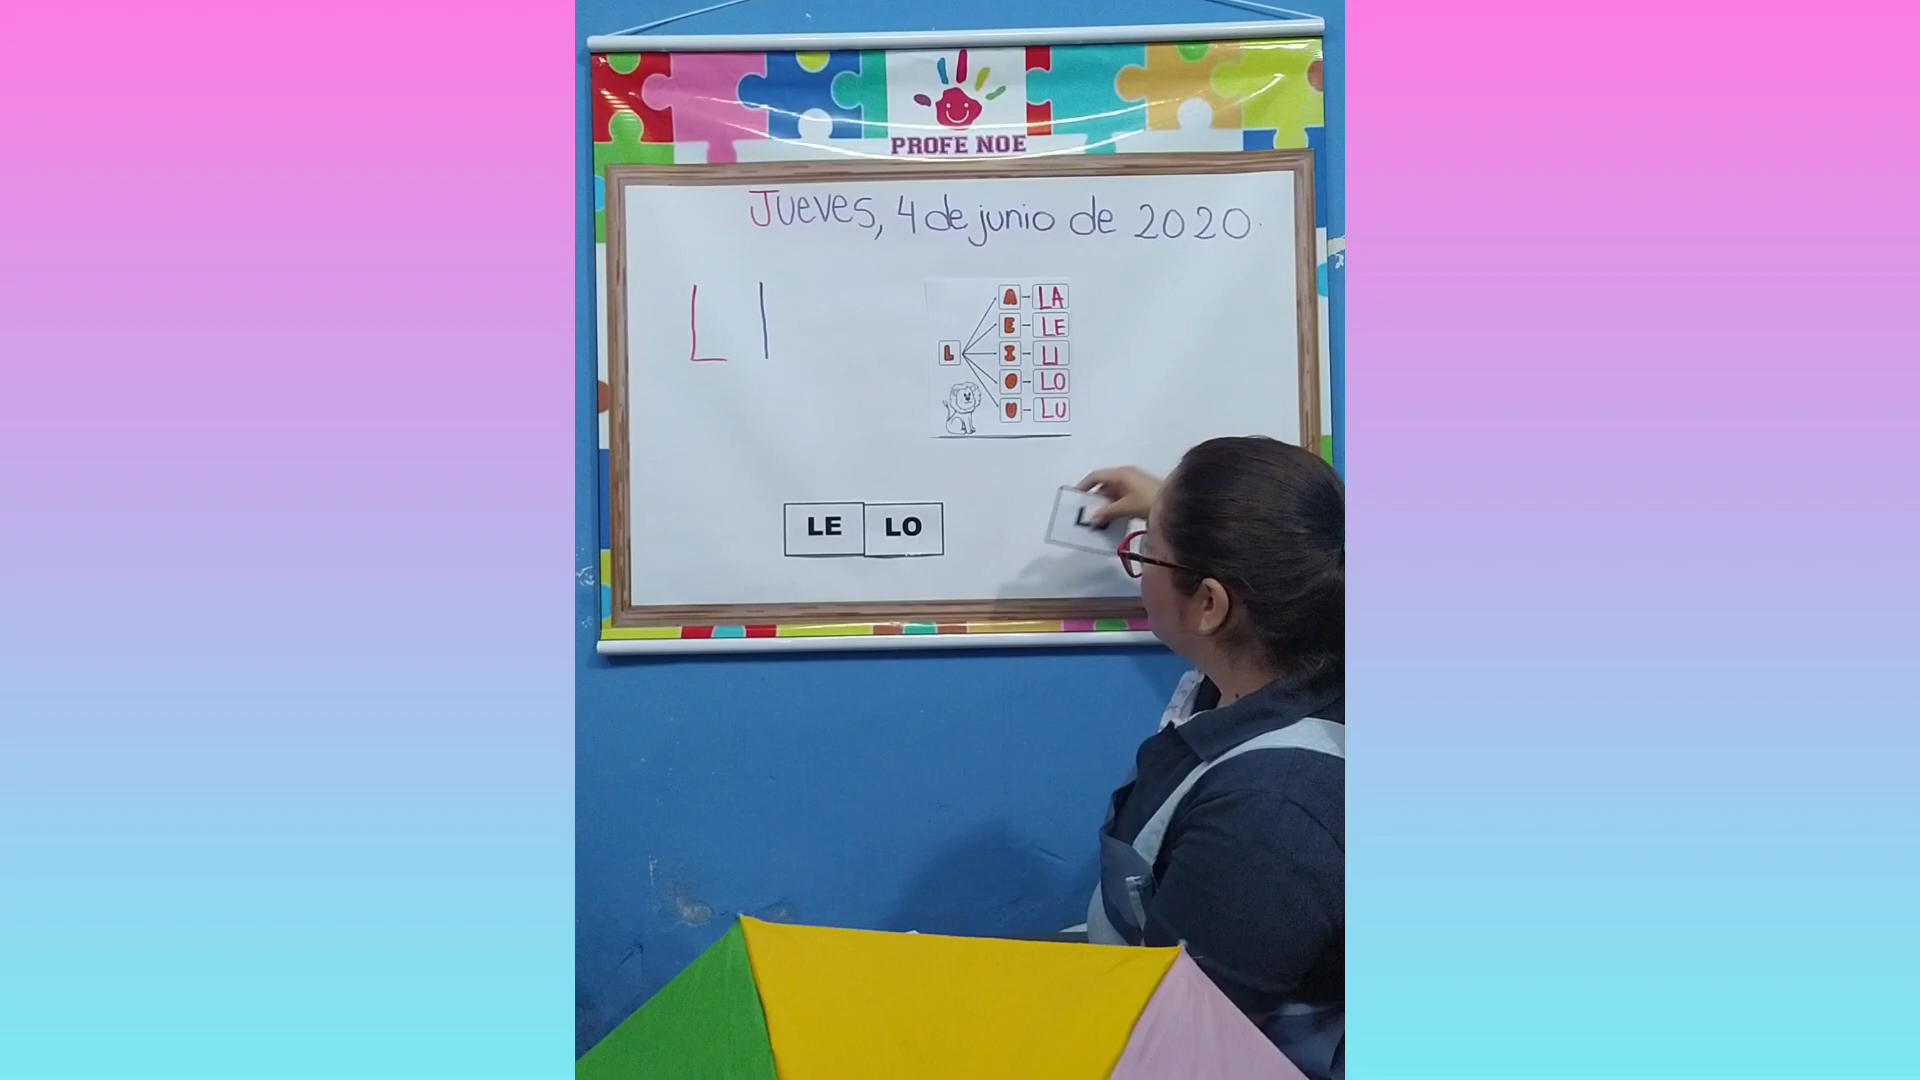 PROFE NOE
Jueves, 4 de junio de 2020.
L l
A - LA
E - LE
L I - LI
O - LO
U - LU
LE LO